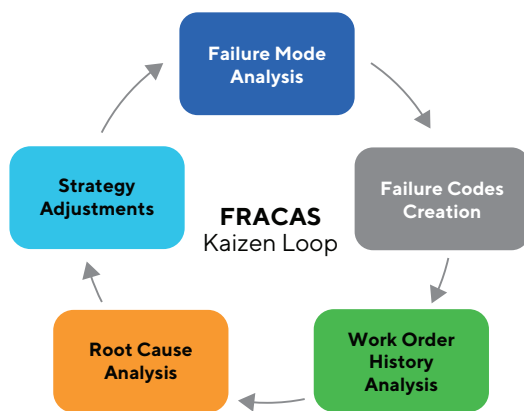 Failure Mode
Analysis
Failure Codes
Creation
Work Order
History
Analysis
Root Cause
Analysis
Strategy
Adjustments
FRACAS
Kaizen Loop